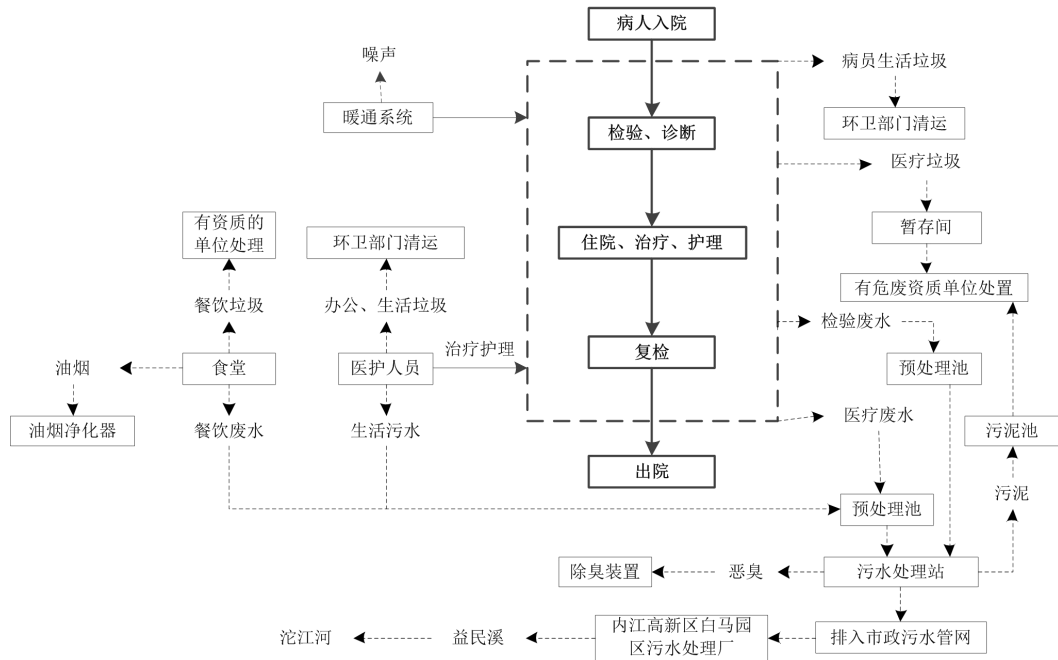 病人入院
噪声
病员生活垃圾
暖通系统
环卫部门清运
检验、诊断
医疗垃圾
有资质的
单位处理
环卫部门清运
住院、治疗、护理
暂存间
有危废资质单位处置
餐饮垃圾
办公、生活垃圾
检验废水
治疗护理
复检
油烟
食堂
医护人员
预处理池
医疗废水
油烟净化器
餐饮废水
生活污水
污泥池
出院
污泥
预处理池
除臭装置
恶臭
污水处理站
沱江河
益民溪
内江高新区白马园
区污水处理厂
排入市政污水管网